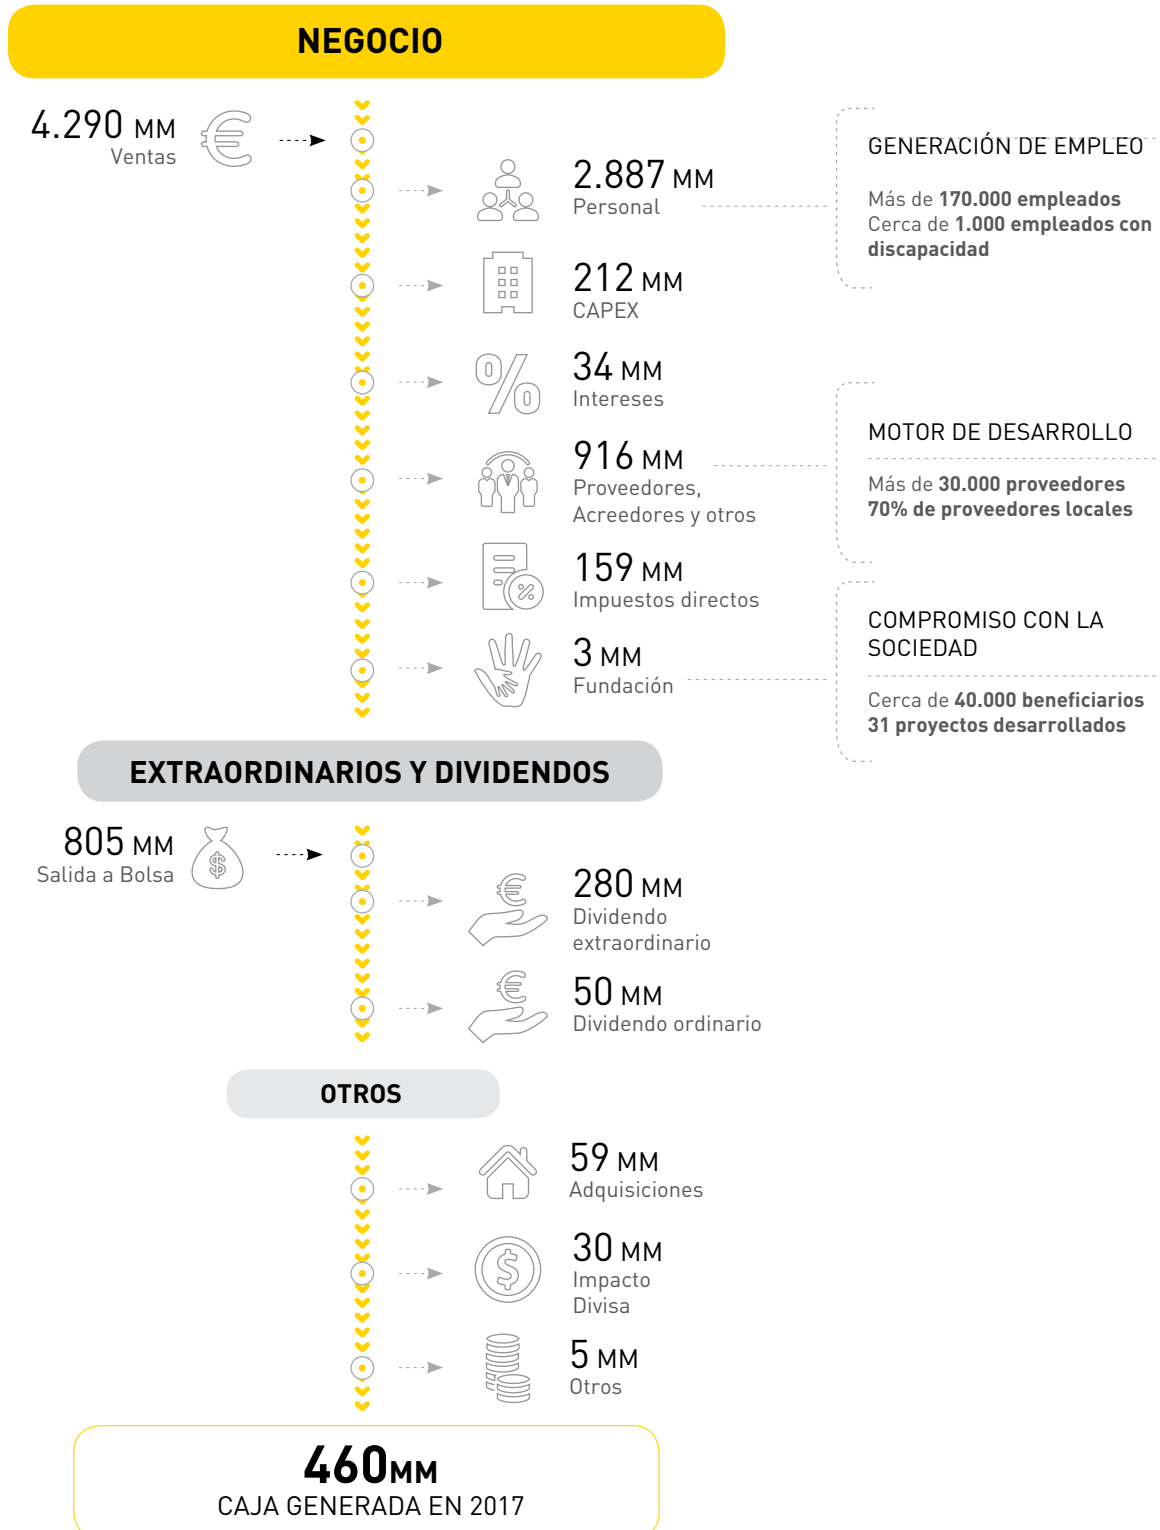 NEGOCIO
4.290 MM
Ventas
2.887 MM
Personal
GENERACIÓN DE EMPLEO
Más de 170.000 empleados
Cerca de 1.000 empleados con
discapacidad
212 MM
CAPEX
34 MM
Intereses
916 MM
Proveedores,
Acreedores y otros
MOTOR DE DESARROLLO
Más de 30.000 proveedores
70% de proveedores locales
159 MM
Impuestos directos
3 MM
Fundación
COMPROMISO CON LA
SOCIEDAD
Cerca de 40.000 beneficiarios
31 proyectos desarrollados
EXTRAORDINARIOS Y DIVIDENDOS
805 MM
Salida a Bolsa
280 MM
Dividendo
extraordinario
50 MM
Dividendo ordinario
OTROS
59 MM
Adquisiciones
30 MM
Impacto
Divisa
5 MM
Otros
460MM
CAJA GENERADA EN 2017